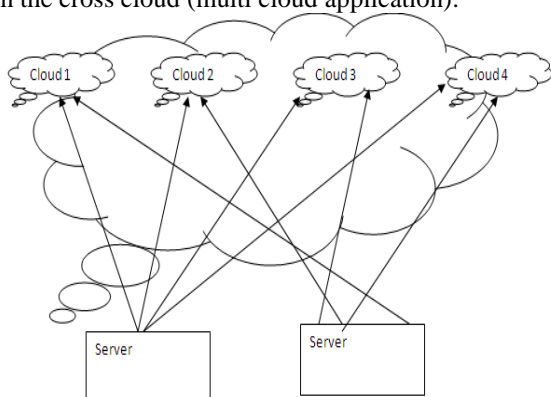 the cross cloud (multi cloud application).
Cloud 1
Cloud 2
Cloud 3
Cloud 4
Server
Server